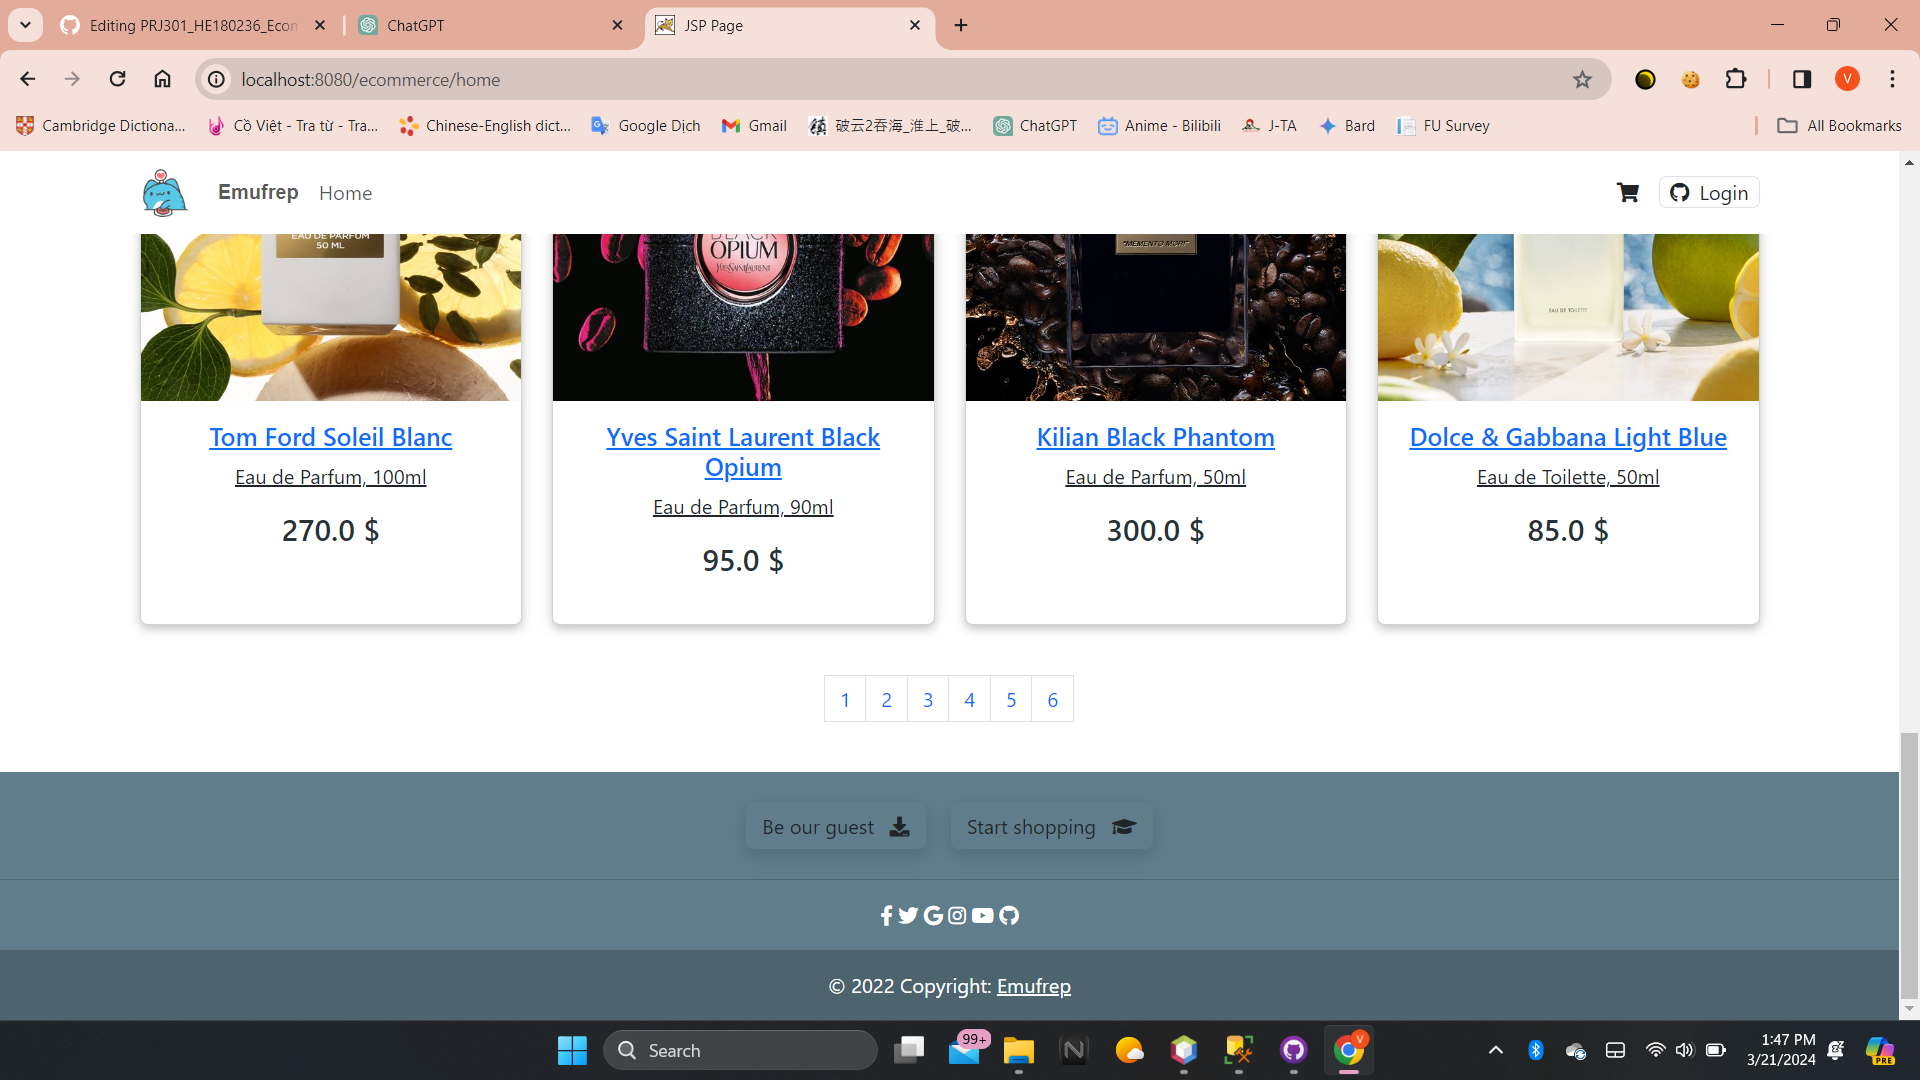 Editing PRJ301_HE180236_Econ
ChatGPT
JSP Page
localhost:8080/ecommerce/home
V
Cambridge Dictiona...
Cồ Việt - Tra từ - Tra...
Chinese-English dict...
Google Dịch
Gmail
破云2吞海_淮上_破...
ChatGPT
Anime - Bilibili
J-TA
Bard
FU Survey
All Bookmarks
Emufrep
Home
Login
EAU DE PARFUM
50 ML
BLACK
OPIUM
YVESSAINTLAURENT
"MEMENTO MORI"
EAU DE TOILETTE
Tom Ford Soleil Blanc
Eau de Parfum, 100ml
270.0 $
Yves Saint Laurent Black
Opium
Eau de Parfum, 90ml
95.0 $
Kilian Black Phantom
Eau de Parfum, 50ml
300.0 $
Dolce & Gabbana Light Blue
Eau de Toilette, 50ml
85.0 $
1 2 3 4 5 6
Be our guest
Start shopping
© 2022 Copyright: Emufrep
Search
99+
V
1:47 PM
3/21/2024
PRE